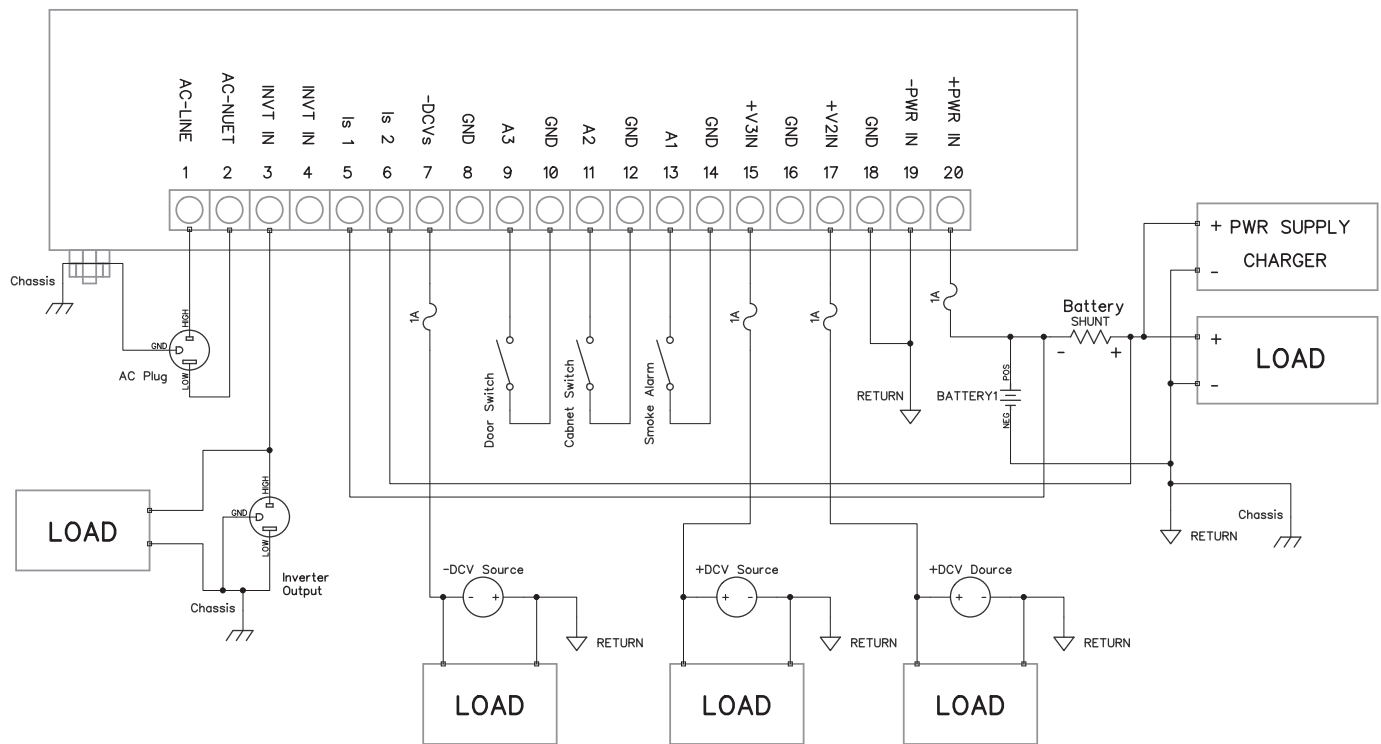 AC-LINE
AC-NUET
INVT IN
INVT IN
Is 1
Is 2
-DCVs
GND
A3
GND
A2
GND
A1
GND
+V3IN
GND
+V2IN
GND
-PWR IN
+PWR IN
1 2 3 4 5 6 7 8 9 10 11 12 13 14 15 16 17 18 19 20
Chassis
HIGH
GND
LOW
AC Plug
1A
Door Switch
Cabnet Switch
Smoke Alarm
1A
1A
1A
RETURN
POS
BATTERY1
NEG
Battery
SHUNT
- +
+ PWR SUPPLY
CHARGER
-
+
LOAD
-
Chassis
RETURN
LOAD
HIGH
GND
LOW
Inverter
Output
Chassis
-DCV Source
- +
RETURN
LOAD
+DCV Source
+ -
RETURN
LOAD
+DCV Dource
+ -
RETURN
LOAD